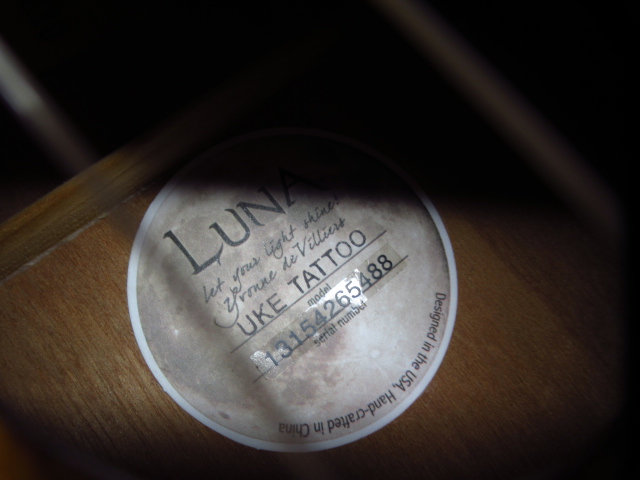 LUNA
let your light shine!
Yvonne de Villiers
UKE TATTOO
model
13154265488
serial number
Designed in the USA, Hand-crafted in China